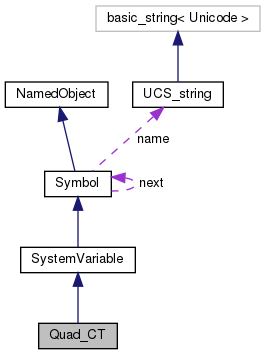 basic_string< Unicode >
NamedObject
UCS_string
name
Symbol
next
SystemVariable
Quad_CT